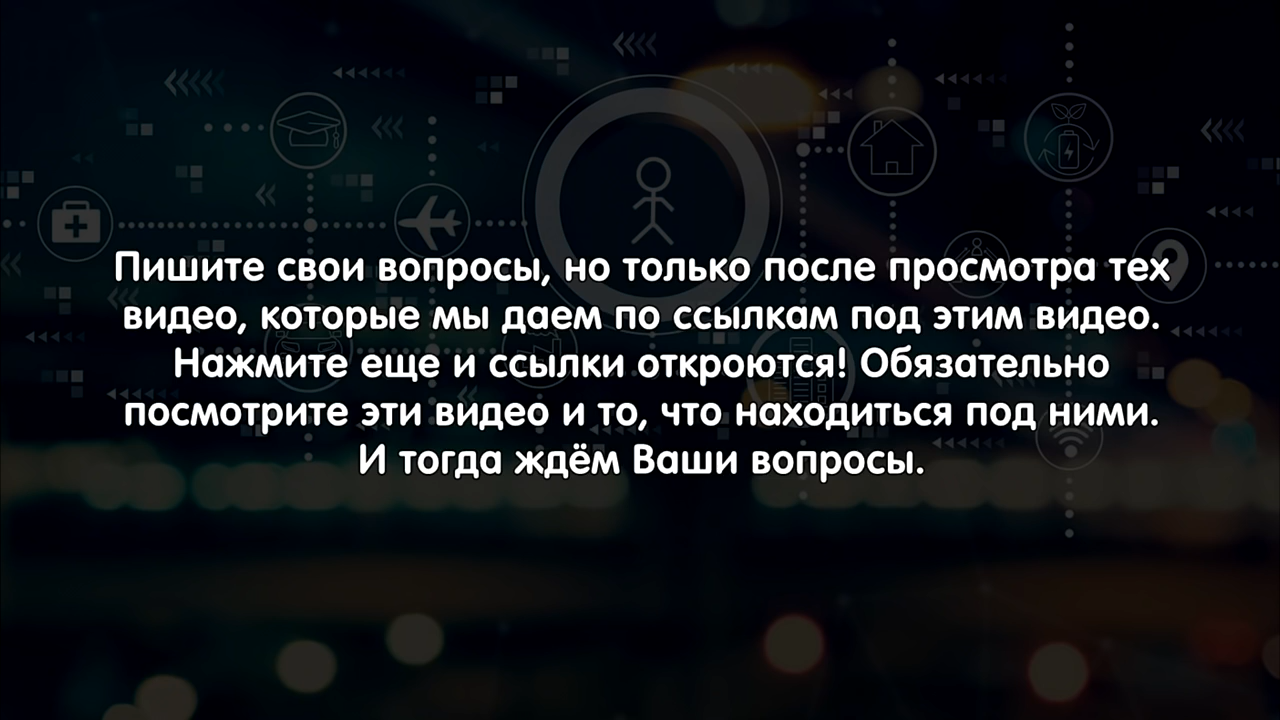 Пишите свои вопросы, но только после просмотра тех
видео, которые мы даем по ссылкам под этим видео.
Нажмите еще и ссылки откроются! Обязательно
посмотрите эти видео и то, что находиться под ними.
И тогда ждём Ваши вопросы.